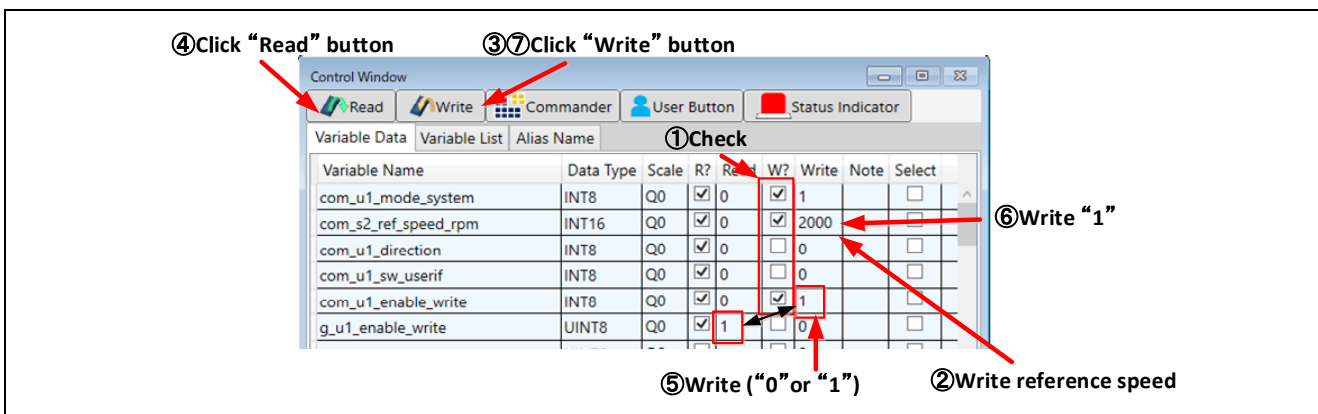 ④Click “Read” button ③⑦Click “Write” button
Control Window
Read Write Commander User Button Status Indicator
Variable Data Variable List Alias Name
①Check
Variable Name Data Type Scale R? Read W? Write Note Select
com_u1_mode_system INT8 Q0 0 1
com_s2_ref_speed_rpm INT16 Q0 0 2000
⑥Write “1”
com_u1_direction INT8 Q0 0 0
com_u1_sw_userif INT8 Q0 0 0
com_u1_enable_write INT8 Q0 0 1
g_u1_enable_write UINT8 Q0 1 0
⑤Write (“0”or “1”) ②Write reference speed